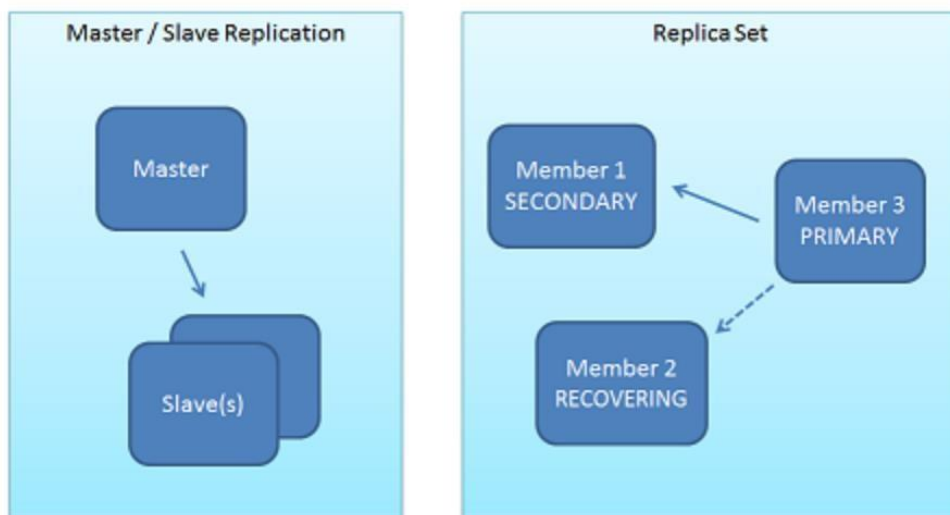 Master / Slave Replication
Master
Slave(s)
Replica Set
Member 1
SECONDARY
Member 3
PRIMARY
Member 2
RECOVERING